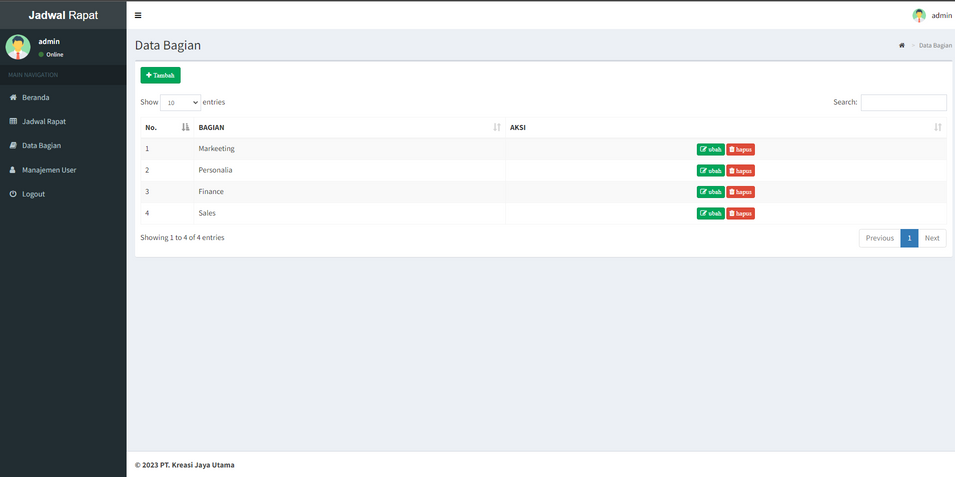 Jadwal Rapat
admin
admin
Online
MAIN NAVIGATION
Beranda
Jadwal Rapat
Data Bagian
Manajemen User
Logout
Data Bagian
> Data Bagian
+ Tambah
Show 10 entries
Search:
No. BAGIAN AKSI
1 Markeeting ubah hapus
2 Personalia ubah hapus
3 Finance ubah hapus
4 Sales ubah hapus
Showing 1 to 4 of 4 entries
Previous 1 Next
© 2023 PT. Kreasi Jaya Utama